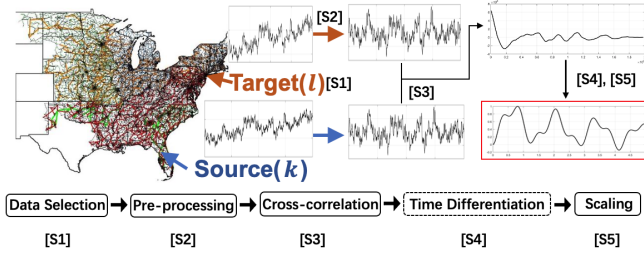 [S2]
Target(l)
[S1]
[S3]
[S4], [S5]
Source(k)
Data Selection
Pre-processing
Cross-correlation
Time Differentiation
Scaling
[S1]
[S2]
[S3]
[S4]
[S5]